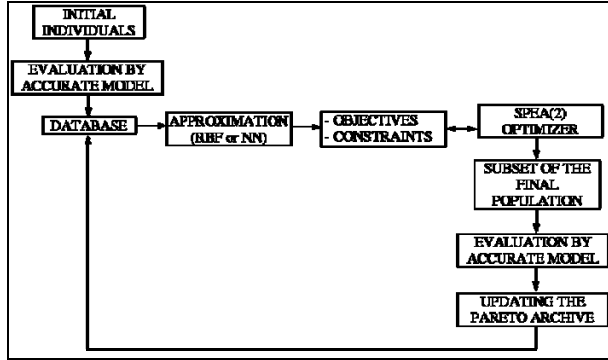 INITIAL
INDIVIDUALS
EVALUATION BY
ACCURATE MODEL
DATABASE
APPROXIMATION
(RBF or NN)
- OBJECTIVES
- CONSTRAINTS
SPEA(2)
OPTIMIZER
SUBSET OF THE
FINAL
POPULATION
EVALUATION BY
ACCURATE MODEL
UPDATING THE
PARETO ARCHIVE